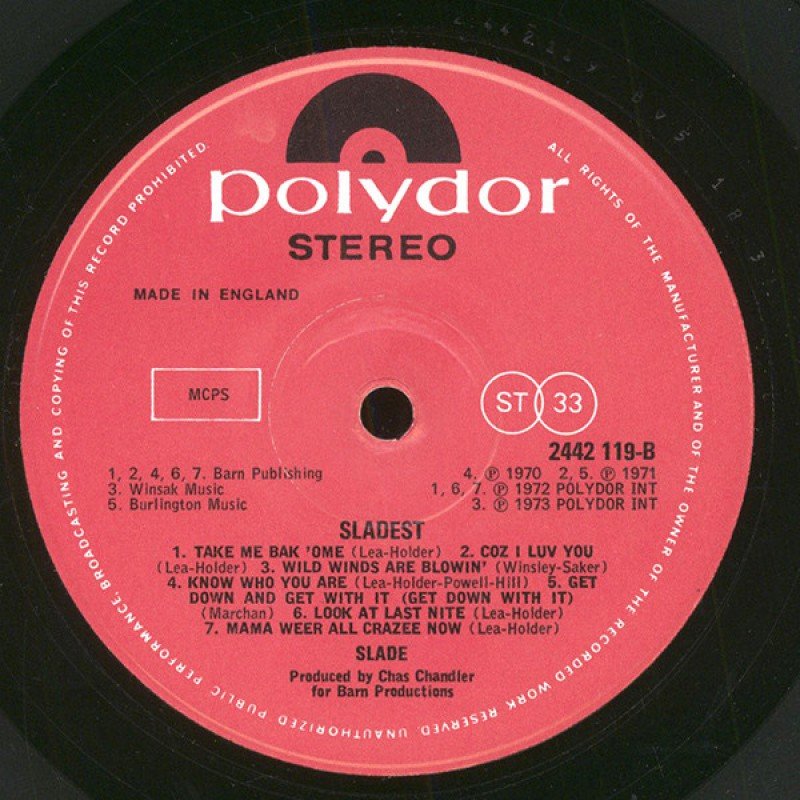 polydor
STEREO
MADE IN ENGLAND
MCPS
ST 33
2442 119-B
1, 2, 4, 6, 7. Barn Publishing
3. Winsak Music
5. Burlington Music
4. ℗ 1970 2, 5. ℗ 1971
1, 6, 7. ℗ 1972 POLYDOR INT
3. ℗ 1973 POLYDOR INT
SLADEST
1. TAKE ME BAK 'OME (Lea-Holder) 2. COZ I LUV YOU
(Lea-Holder) 3. WILD WINDS ARE BLOWIN' (Winsley-Saker)
4. KNOW WHO YOU ARE (Lea-Holder-Powell-Hill) 5. GET
DOWN AND GET WITH IT (GET DOWN WITH IT)
(Marchan) 6. LOOK AT LAST NITE (Lea-Holder)
7. MAMA WEER ALL CRAZEE NOW (Lea-Holder)
SLADE
Produced by Chas Chandler
for Barn Productions
ALL RIGHTS OF THE MANUFACTURER AND OF THE OWNER OF THE RECORDED WORK RESERVED UNAUTHORIZED PUBLIC PERFORMANCE, BROADCASTING AND COPYING OF THIS RECORD PROHIBITED.